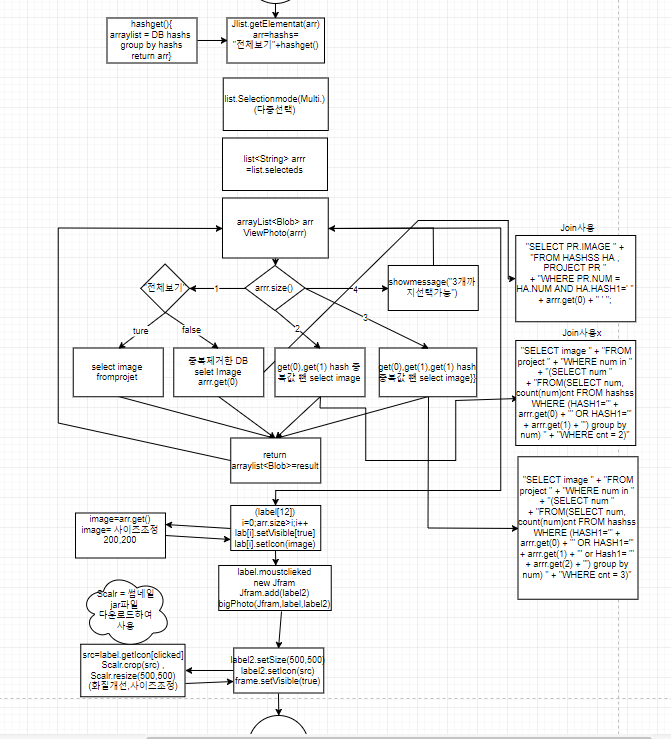 hashget(){
arraylist = DB hashs
group by hashs
return arr}
Jlist.getElementat(arr)
arr=hashs=
"전체보기"+hashget()
list.Selectionmode(Multi.)
(다중선택)
list<String> arrr
=list.selecteds
arrayList<Blob> arr
ViewPhoto(arrr)
Join사용
"SELECT PR.IMAGE " +
"FROM HASHSS HA ,
PROJECT PR "
+ "WHERE PR.NUM =
HA.NUM AND HA.HASH1=' "
+ arrr.get(0) + " ' ";
전체보기"
1
arrr.size()
4
showmessage("3개까
지선택가능")
3
2
ture
false
select image
fromprojet
중복제거한 DB
selet Image
arrr.get(0)
get(0),get(1) hash 중
복값 뺀 select image
get(0),get(1),get(1) hash
중복값 뺀 select image}}
Join사용x
"SELECT image " + "FROM
project " + "WHERE num in "
+ "(SELECT num "
+ "FROM(SELECT num,
count(num)cnt FROM hashss
WHERE (HASH1='" +
arrr.get(0) + "' OR HASH1='"
+ arrr.get(1) + "') group by
num) " + "WHERE cnt = 2)"
return
arraylist<Blob>=result
"SELECT image " + "FROM
project " + "WHERE num in "
+ "(SELECT num "
+ "FROM(SELECT num,
count(num)cnt FROM hashss
WHERE (HASH1='" +
arrr.get(0) + "' OR HASH1='"
+ arrr.get(1) + "' or Hash1= '"
+ arrr.get(2) + "') group by
num) " + "WHERE cnt = 3)"
image=arr.get()
image= 사이즈조정
200,200
(label[12])
i=0;arr.size>i;i++
lab[i].setVisible[true]
lab[i].setIcon(image)
label.moustclieked
new Jfram
Jfram.add(label2)
bigPhoto(Jfram,label,label2)
Scalr = 썸네일
jar파일
다운로드하여
사용
src=label.getIcon[clicked]
Scalr.crop(src) ,
Scalr.resize(500,500)
(화질개선,사이즈조정)
label2.setSize(500,500)
label2.setIcon(src)
frame.setVisible(true)